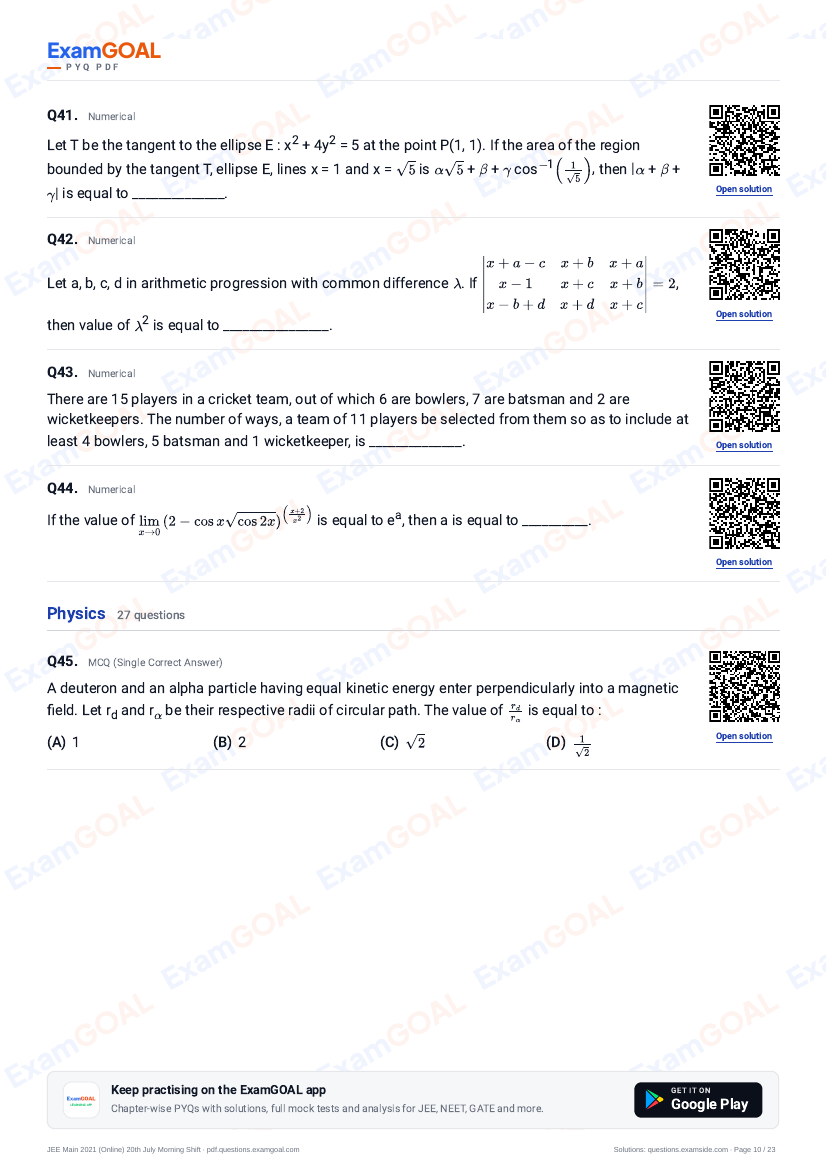 ExamGOAL
PYQ PDF
Q41. Numerical
Let T be the tangent to the ellipse E : x² + 4y² = 5 at the point P(1, 1). If the area of the region
bounded by the tangent T, ellipse E, lines x = 1 and x = √5 is α√5 + β + γ cos⁻¹(1/√5), then |α + β +
γ| is equal to ______________.
Open solution
Q42. Numerical
Let a, b, c, d in arithmetic progression with common difference λ. If |x + a − c x + b x + a; x − 1 x + c x + b; x − b + d x + d x + c| = 2,
then value of λ² is equal to ________________.
Open solution
Q43. Numerical
There are 15 players in a cricket team, out of which 6 are bowlers, 7 are batsman and 2 are
wicketkeepers. The number of ways, a team of 11 players be selected from them so as to include at
least 4 bowlers, 5 batsman and 1 wicketkeeper, is ______________.
Open solution
Q44. Numerical
If the value of lim x→0 (2 − cos x√cos 2x)^((x+2)/x²) is equal to eᵃ, then a is equal to __________.
Open solution
Physics 27 questions
Q45. MCQ (Single Correct Answer)
A deuteron and an alpha particle having equal kinetic energy enter perpendicularly into a magnetic
field. Let r_d and r_α be their respective radii of circular path. The value of r_d/r_α is equal to :
(A) 1 (B) 2 (C) √2 (D) 1/√2
Open solution
Keep practising on the ExamGOAL app
Chapter-wise PYQs with solutions, full mock tests and analysis for JEE, NEET, GATE and more.
GET IT ON
Google Play
JEE Main 2021 (Online) 20th July Morning Shift · pdf.questions.examgoal.com
Solutions: questions.examside.com · Page 10 / 23